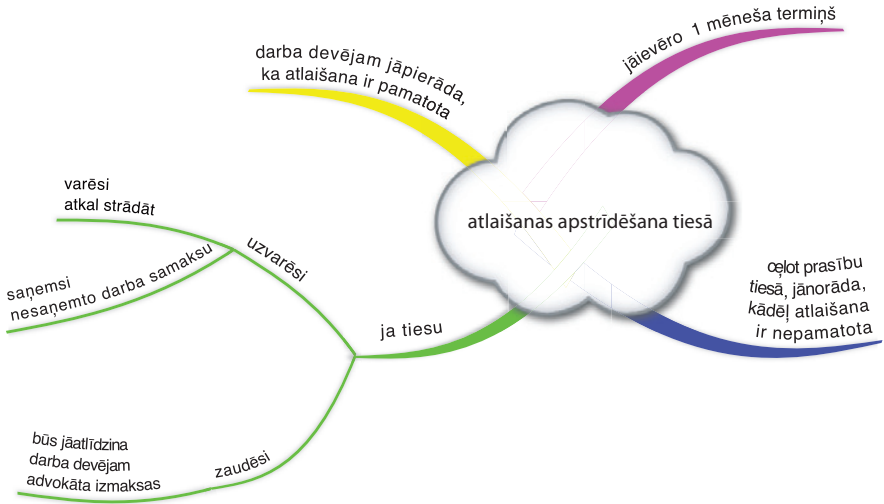 jāievēro 1 mēneša termiņš
darba devējam jāpierāda,
ka atlaišana ir pamatota
atlaišanas apstrīdēšana tiesā
ceļot prasību
tiesā, jānorāda,
kādēļ atlaišana
ir nepamatota
ja tiesu
uzvarēsi
varēsi
atkal strādāt
saņemsi
nesaņemto darba samaksu
zaudēsi
būs jāatlīdzina
darba devējam
advokāta izmaksas